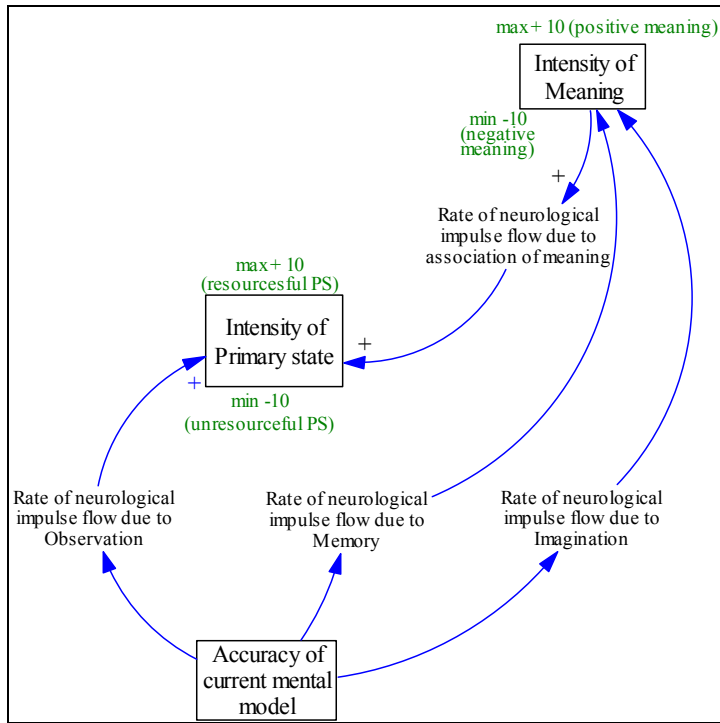 max+ 10 (positive meaning)
Intensity of
Meaning
min -10
(negative
meaning)
+
Rate of neurological
impulse flow due to
association of meaning
max+ 10
(resourcesful PS)
Intensity of
Primary state
+
+
min -10
(unresourceful PS)
Rate of neurological
impulse flow due to
Observation
Rate of neurological
impulse flow due to
Memory
Rate of neurological
impulse flow due to
Imagination
Accuracy of
current mental
model